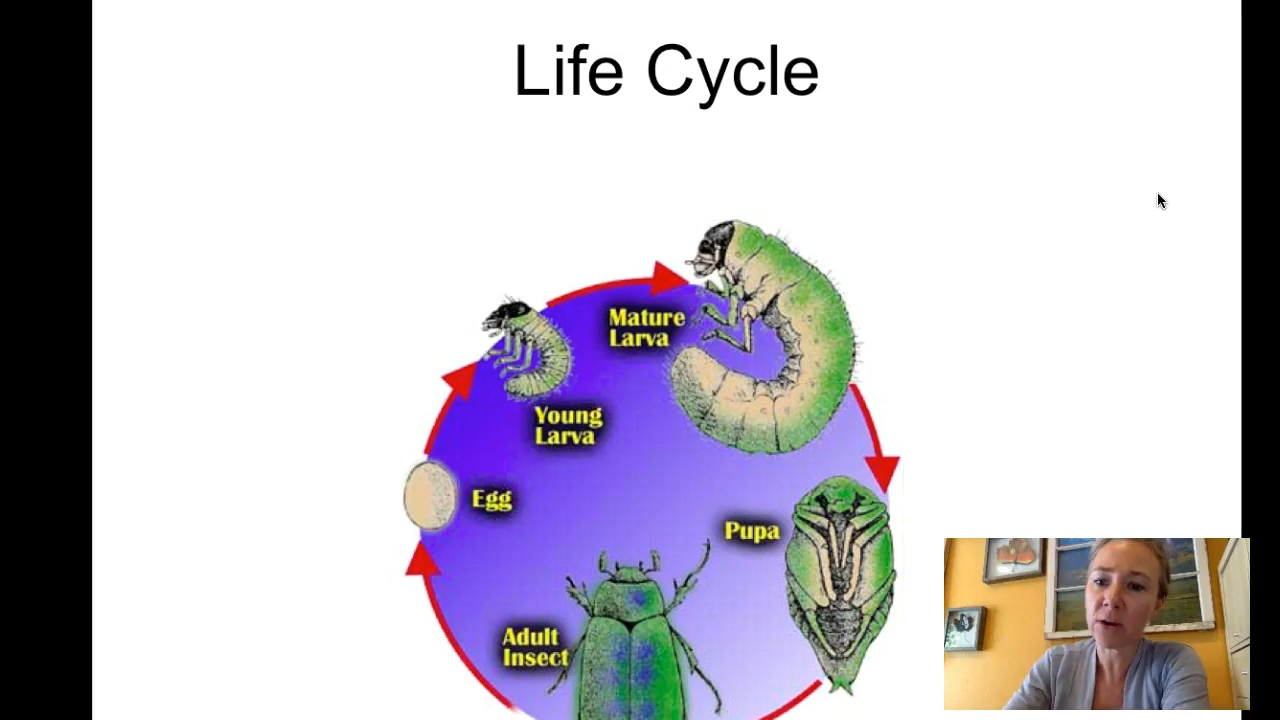 Life Cycle
Mature
Larva
Young
Larva
Egg
Pupa
Adult
Insect